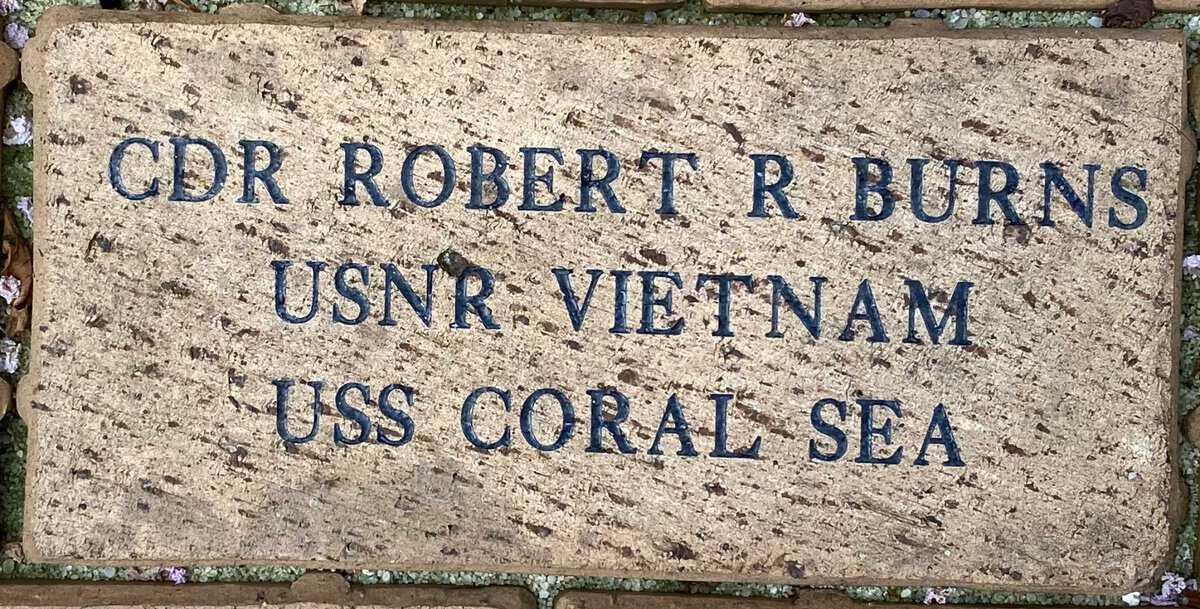 CDR ROBERT R BURNS
USNR VIETNAM
USS CORAL SEA